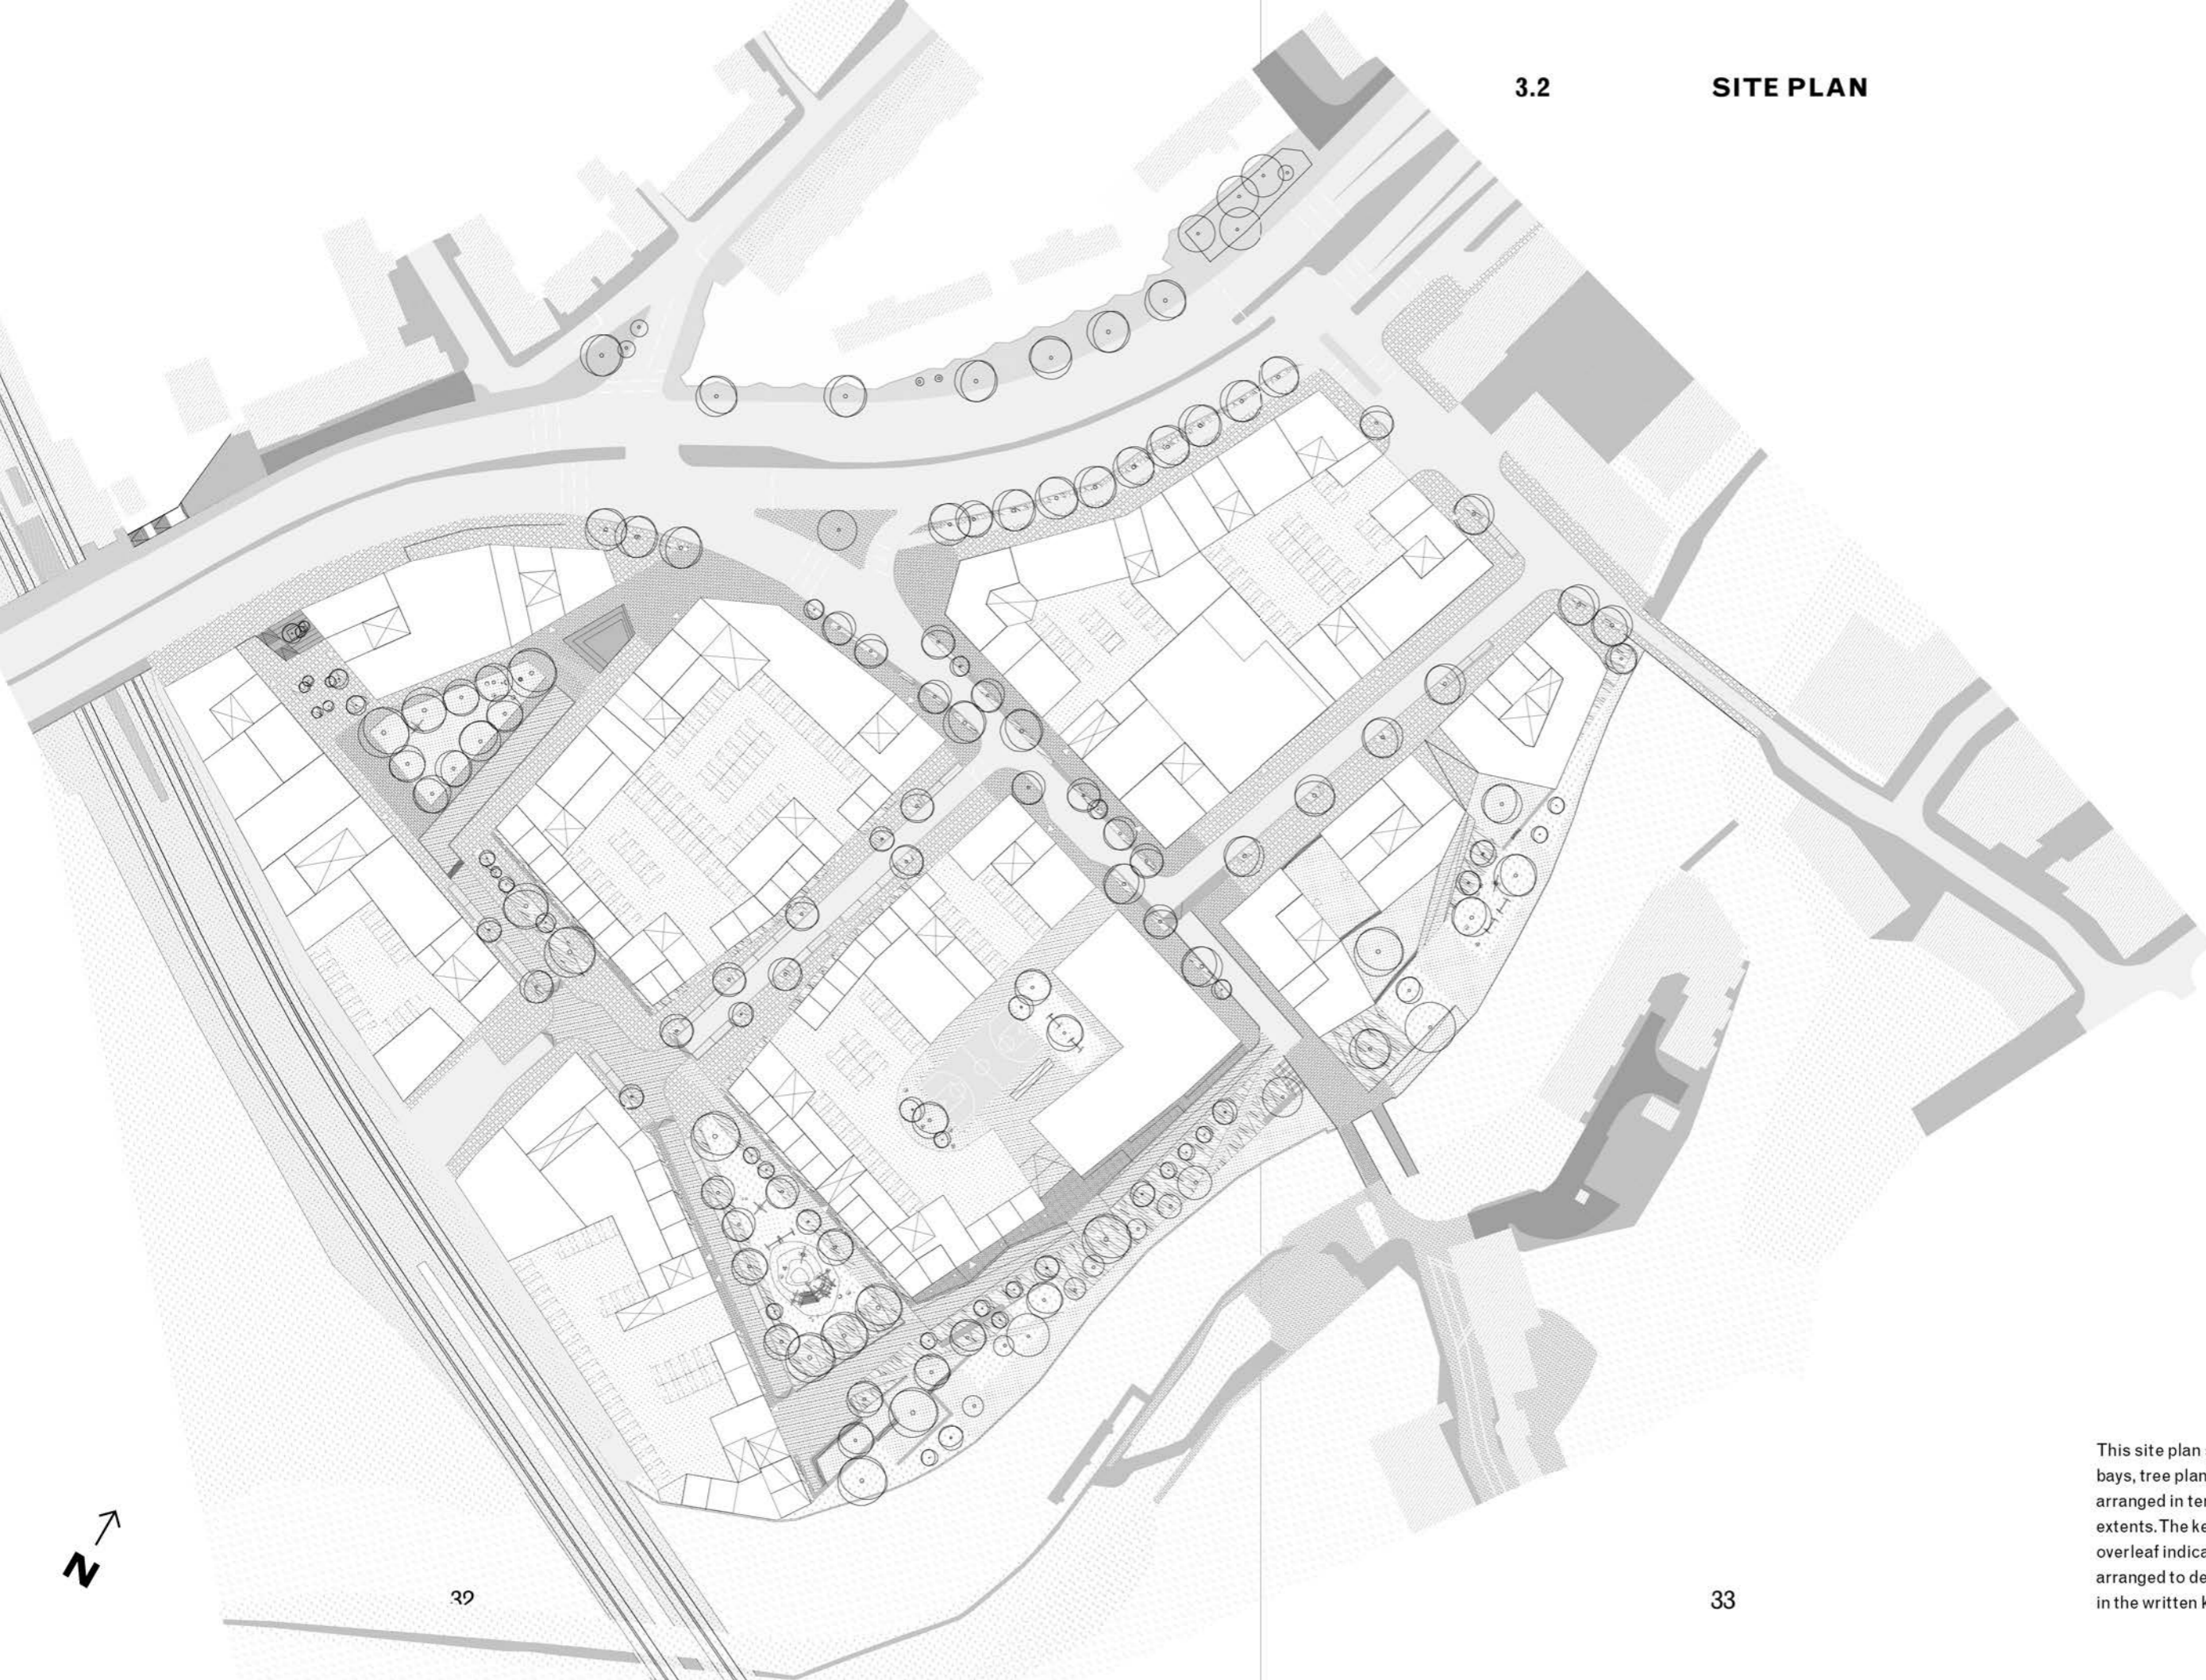 3.2 SITE PLAN
This site plan
bays, tree plan
arranged in te
extents. The ke
overleaf indica
arranged to de
in the written k
N
32
33